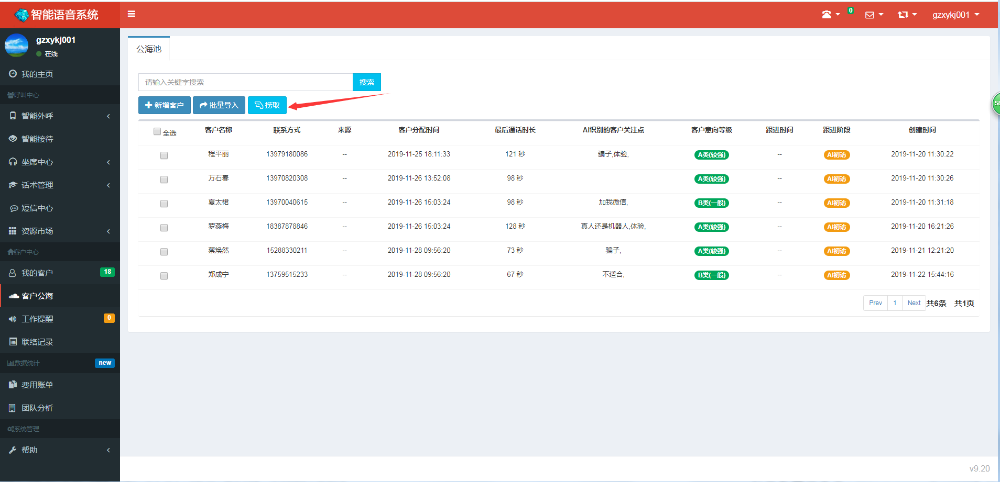 智能语音系统
0
gzxykj001
gzxykj001
在线
我的主页
呼叫中心
智能外呼
智能接待
坐席中心
话术管理
短信中心
资源市场
客户中心
我的客户 18
客户公海
工作提醒 0
联络记录
数据统计 new
费用账单
团队分析
系统管理
帮助
公海池
请输入关键字搜索 搜索
新增客户 批量导入 捞取
全选 客户名称 联系方式 来源 客户分配时间 最后通话时长 AI识别的客户关注点 客户意向等级 跟进时间 跟进阶段 创建时间
程平丽 13979180086 -- 2019-11-25 18:11:33 121 秒 骗子,体验, A类(较强) -- AI初访 2019-11-20 11:30:22
万石春 13970820308 -- 2019-11-26 13:52:08 98 秒 A类(较强) -- AI初访 2019-11-20 11:30:26
夏太裙 13970040615 -- 2019-11-26 15:03:24 98 秒 加我微信, B类(一般) -- AI初访 2019-11-20 11:31:18
罗燕梅 18387878846 -- 2019-11-26 15:03:24 128 秒 真人还是机器人,体验, A类(较强) -- AI初访 2019-11-20 16:21:26
蔡焕然 15288330211 -- 2019-11-28 09:56:20 73 秒 骗子, A类(较强) -- AI初访 2019-11-21 12:21:20
郑成宁 13759515233 -- 2019-11-28 09:56:20 67 秒 不适合, B类(一般) -- AI初访 2019-11-22 15:44:16
Prev 1 Next 共6条 共1页
58
v9.20